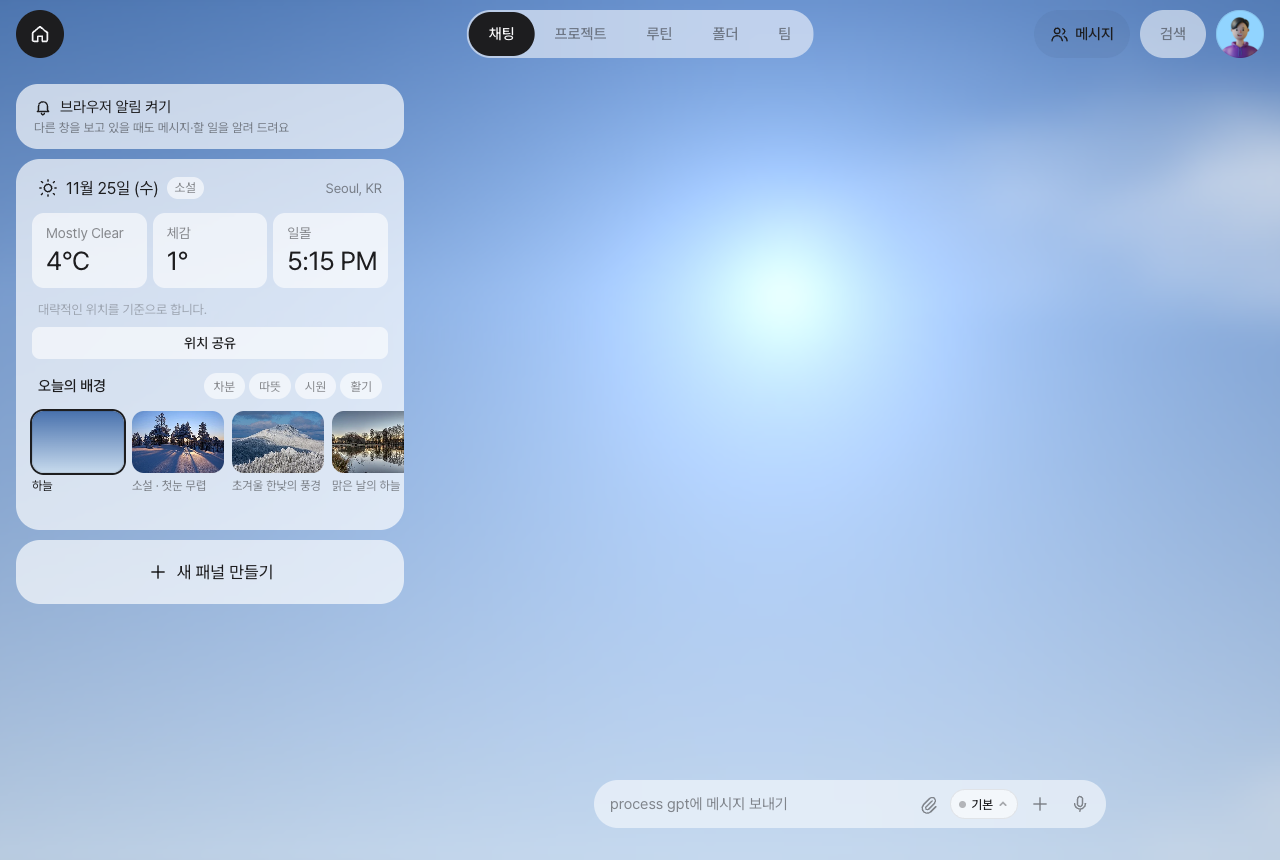 채팅
프로젝트
루틴
폴더
팀
메시지
검색
브라우저 알림 켜기
다른 창을 보고 있을 때도 메시지·할 일을 알려 드려요
11월 25일 (수)
소설
Seoul, KR
Mostly Clear
4°C
체감
1°
일몰
5:15 PM
대략적인 위치를 기준으로 합니다.
위치 공유
오늘의 배경
차분
따뜻
시원
활기
하늘
소설 · 첫눈 무렵
초겨울 한낮의 풍경
맑은 날의 하늘
새 패널 만들기
process gpt에 메시지 보내기
기본